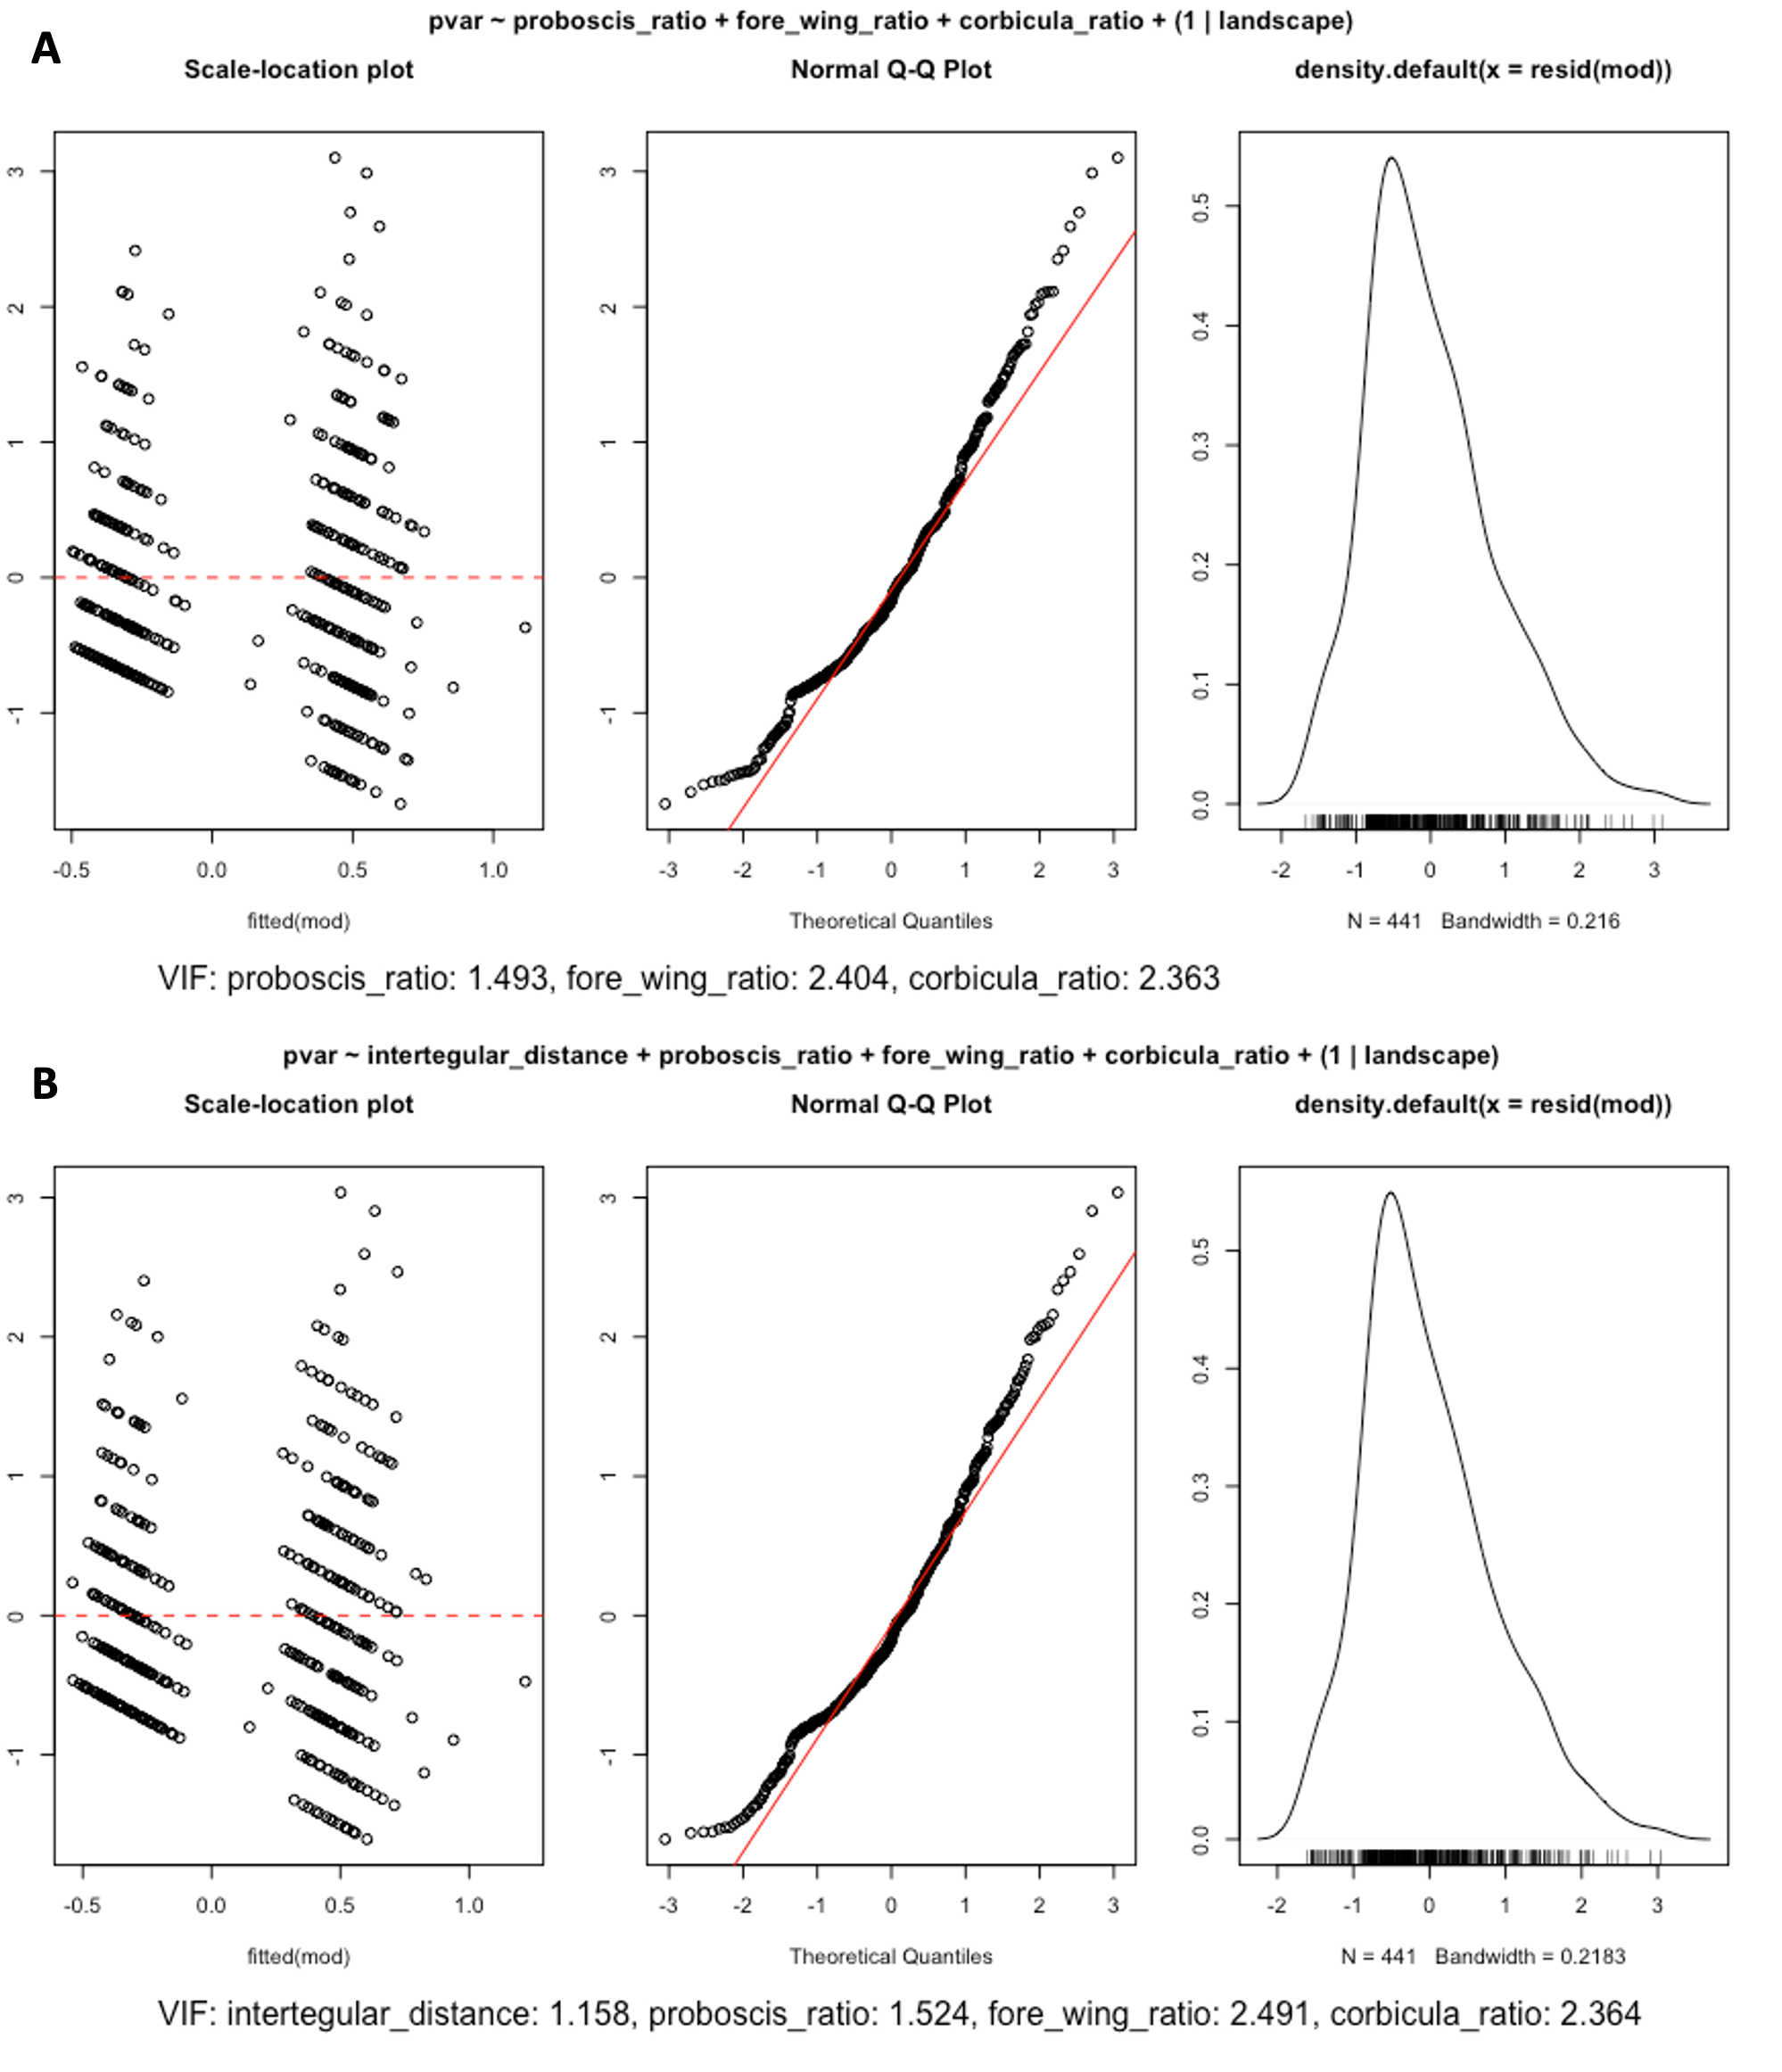 pvar ~ proboscis_ratio + fore_wing_ratio + corbicula_ratio + (1 | landscape)
A
Scale-location plot
Normal Q-Q Plot
density.default(x = resid(mod))
3
2
1
0
-1
-0.5 0.0 0.5 1.0
fitted(mod)
3
2
1
0
-1
-3 -2 -1 0 1 2 3
Theoretical Quantiles
0.5
0.4
0.3
0.2
0.1
0.0
-2 -1 0 1 2 3
N = 441 Bandwidth = 0.216
VIF: proboscis_ratio: 1.493, fore_wing_ratio: 2.404, corbicula_ratio: 2.363
pvar ~ intertegular_distance + proboscis_ratio + fore_wing_ratio + corbicula_ratio + (1 | landscape)
B
Scale-location plot
Normal Q-Q Plot
density.default(x = resid(mod))
3
2
1
0
-1
-0.5 0.0 0.5 1.0
fitted(mod)
3
2
1
0
-1
-3 -2 -1 0 1 2 3
Theoretical Quantiles
0.5
0.4
0.3
0.2
0.1
0.0
-2 -1 0 1 2 3
N = 441 Bandwidth = 0.2183
VIF: intertegular_distance: 1.158, proboscis_ratio: 1.524, fore_wing_ratio: 2.491, corbicula_ratio: 2.364